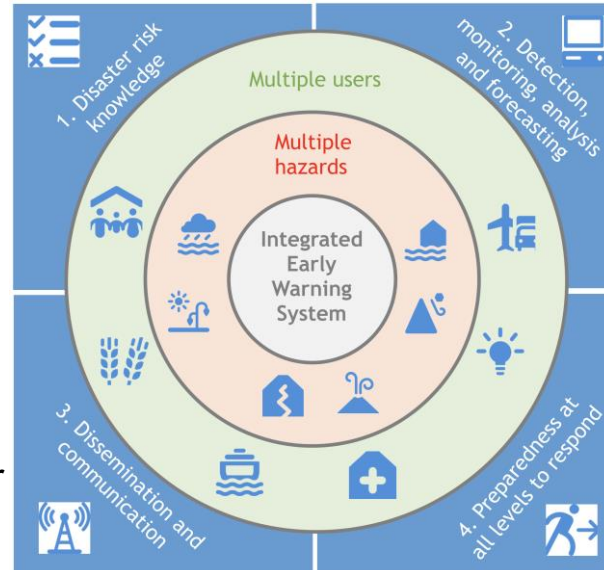 1. Disaster risk
knowledge
2. Detection,
monitoring, analysis
and forecasting
Multiple users
Multiple
hazards
Integrated
Early
Warning
System
3. Dissemination and
communication
4. Preparedness at
all levels to respond